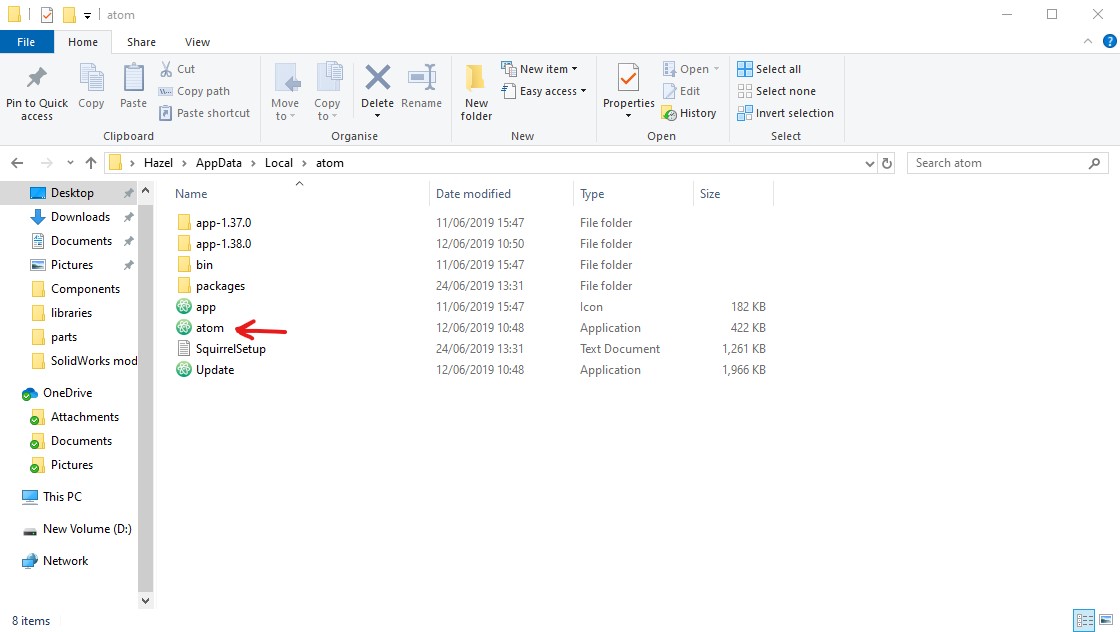 atom
File Home Share View
Pin to Quick access
Copy
Paste
Cut
Copy path
Paste shortcut
Clipboard
Move to
Copy to
Delete
Rename
Organise
New folder
New item
Easy access
New
Properties
Open
Edit
History
Open
Select all
Select none
Invert selection
Select
Hazel > AppData > Local > atom
Search atom
Desktop
Downloads
Documents
Pictures
Components
libraries
parts
SolidWorks mod
OneDrive
Attachments
Documents
Pictures
This PC
New Volume (D:)
Network
Name Date modified Type Size
app-1.37.0 11/06/2019 15:47 File folder
app-1.38.0 12/06/2019 10:50 File folder
bin 11/06/2019 15:47 File folder
packages 24/06/2019 13:31 File folder
app 11/06/2019 15:47 Icon 182 KB
atom 12/06/2019 10:48 Application 422 KB
SquirrelSetup 24/06/2019 13:31 Text Document 1,261 KB
Update 12/06/2019 10:48 Application 1,966 KB
8 items